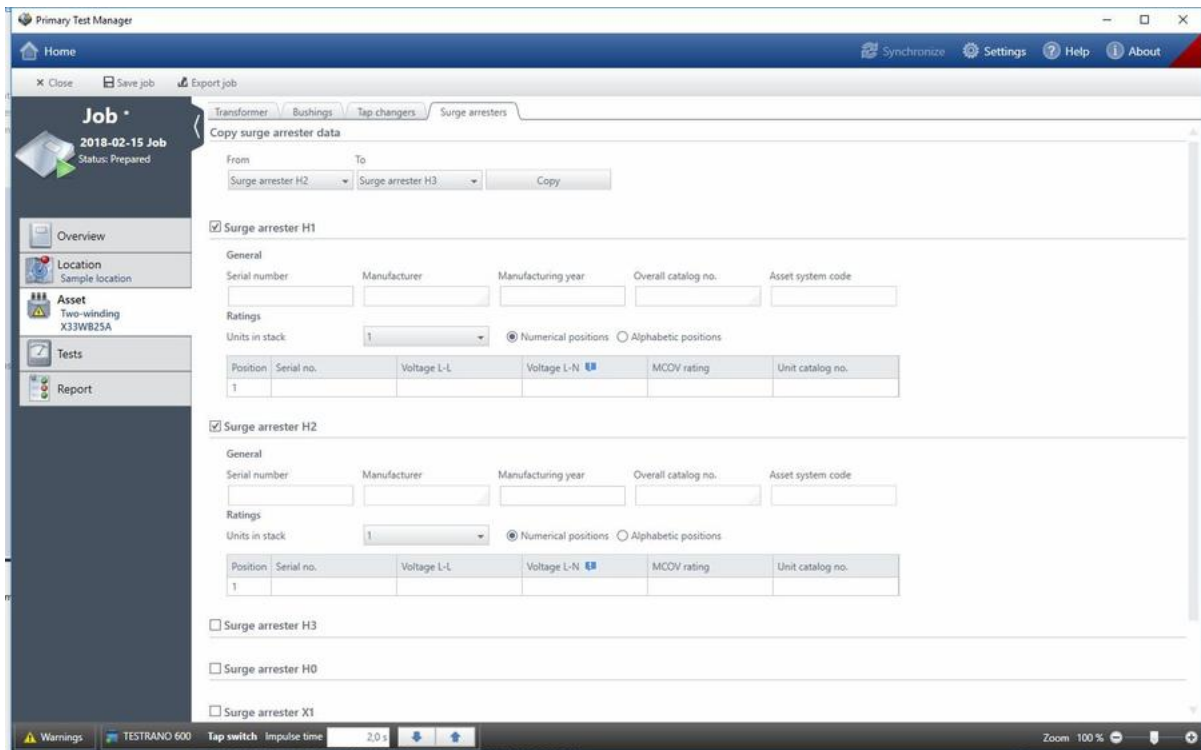 Primary Test Manager
Home Synchronize Settings Help About
Close Save job Export job
Job *
2018-02-15 Job
Status: Prepared
Overview
Location
Sample location
Asset
Two-winding
X33WB25A
Tests
Report
Transformer Bushings Tap changers Surge arresters
Copy surge arrester data
From To
Surge arrester H2 Surge arrester H3 Copy
Surge arrester H1
General
Serial number Manufacturer Manufacturing year Overall catalog no. Asset system code
Ratings
Units in stack 1 Numerical positions Alphabetic positions
Position Serial no. Voltage L-L Voltage L-N MCOV rating Unit catalog no.
1
Surge arrester H2
General
Serial number Manufacturer Manufacturing year Overall catalog no. Asset system code
Ratings
Units in stack 1 Numerical positions Alphabetic positions
Position Serial no. Voltage L-L Voltage L-N MCOV rating Unit catalog no.
1
Surge arrester H3
Surge arrester H0
Surge arrester X1
Warnings TESTRANO 600 Tap switch Impulse time 2,0 s Zoom 100 %